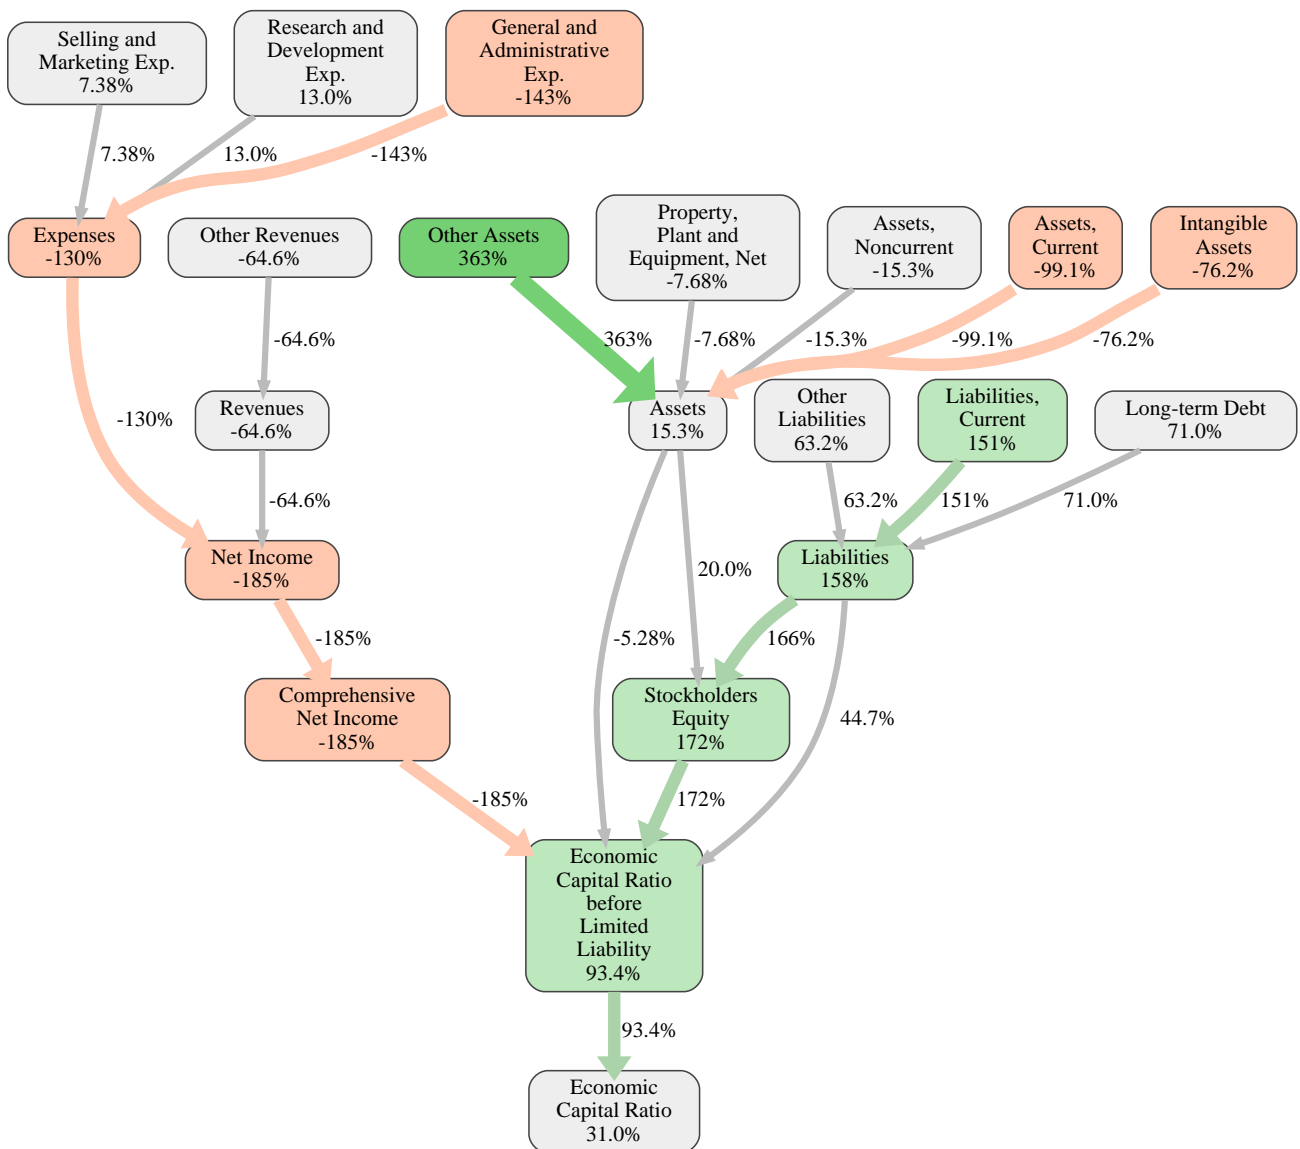 Selling and
Marketing Exp.
7.38%
Research and
Development
Exp.
13.0%
General and
Administrative
Exp.
-143%
7.38%
13.0%
-143%
Expenses
-130%
Other Revenues
-64.6%
Other Assets
363%
Property,
Plant and
Equipment, Net
-7.68%
Assets,
Noncurrent
-15.3%
Assets,
Current
-99.1%
Intangible
Assets
-76.2%
-64.6%
363%
-7.68%
-15.3%
-99.1%
-76.2%
-130%
Revenues
-64.6%
Assets
15.3%
Other
Liabilities
63.2%
Liabilities,
Current
151%
Long-term Debt
71.0%
-64.6%
63.2%
151%
71.0%
Net Income
-185%
20.0%
Liabilities
158%
-185%
-5.28%
166%
Comprehensive
Net Income
-185%
Stockholders
Equity
172%
44.7%
-185%
172%
Economic
Capital Ratio
before
Limited
Liability
93.4%
93.4%
Economic
Capital Ratio
31.0%